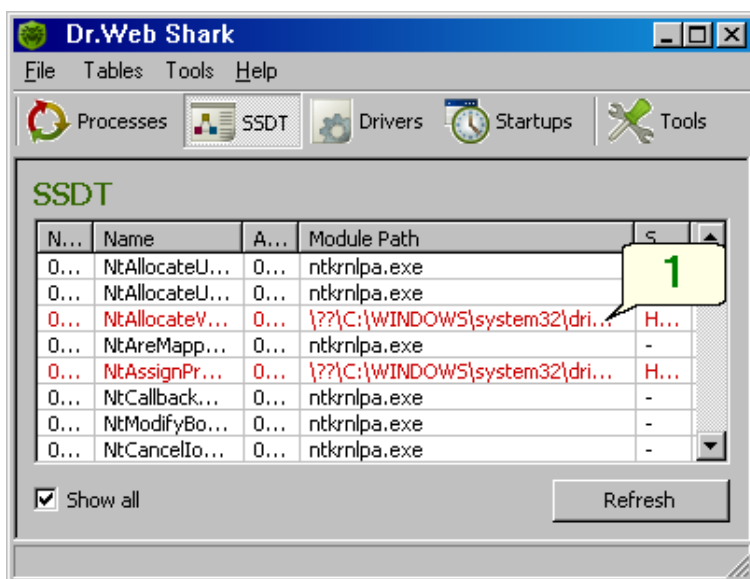 Dr.Web Shark
File Tables Tools Help
Processes SSDT Drivers Startups Tools
SSDT
N... Name A... Module Path S...
0... NtAllocateU... 0... ntkrnlpa.exe
0... NtAllocateU... 0... ntkrnlpa.exe
1
0... NtAllocateV... 0... \??\C:\WINDOWS\system32\dri... H...
0... NtAreMapp... 0... ntkrnlpa.exe -
0... NtAssignPr... 0... \??\C:\WINDOWS\system32\dri... H...
0... NtCallback... 0... ntkrnlpa.exe -
0... NtModifyBo... 0... ntkrnlpa.exe -
0... NtCancelIo... 0... ntkrnlpa.exe -
Show all Refresh